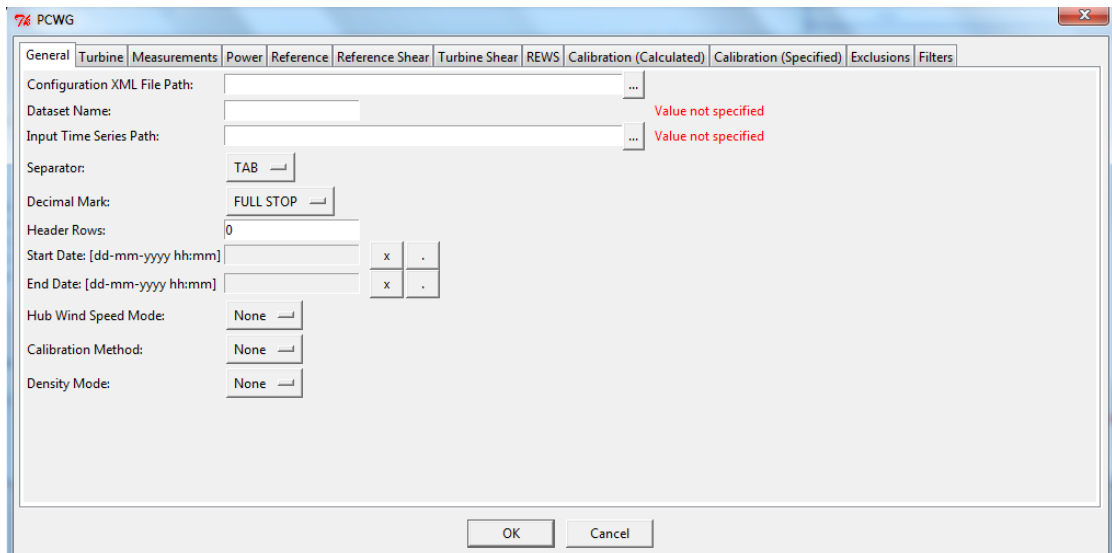 PCWG
x
General Turbine Measurements Power Reference Reference Shear Turbine Shear REWS Calibration (Calculated) Calibration (Specified) Exclusions Filters
Configuration XML File Path: ...
Dataset Name: Value not specified
Input Time Series Path: ... Value not specified
Separator: TAB
Decimal Mark: FULL STOP
Header Rows: 0
Start Date: [dd-mm-yyyy hh:mm] x .
End Date: [dd-mm-yyyy hh:mm] x .
Hub Wind Speed Mode: None
Calibration Method: None
Density Mode: None
OK Cancel